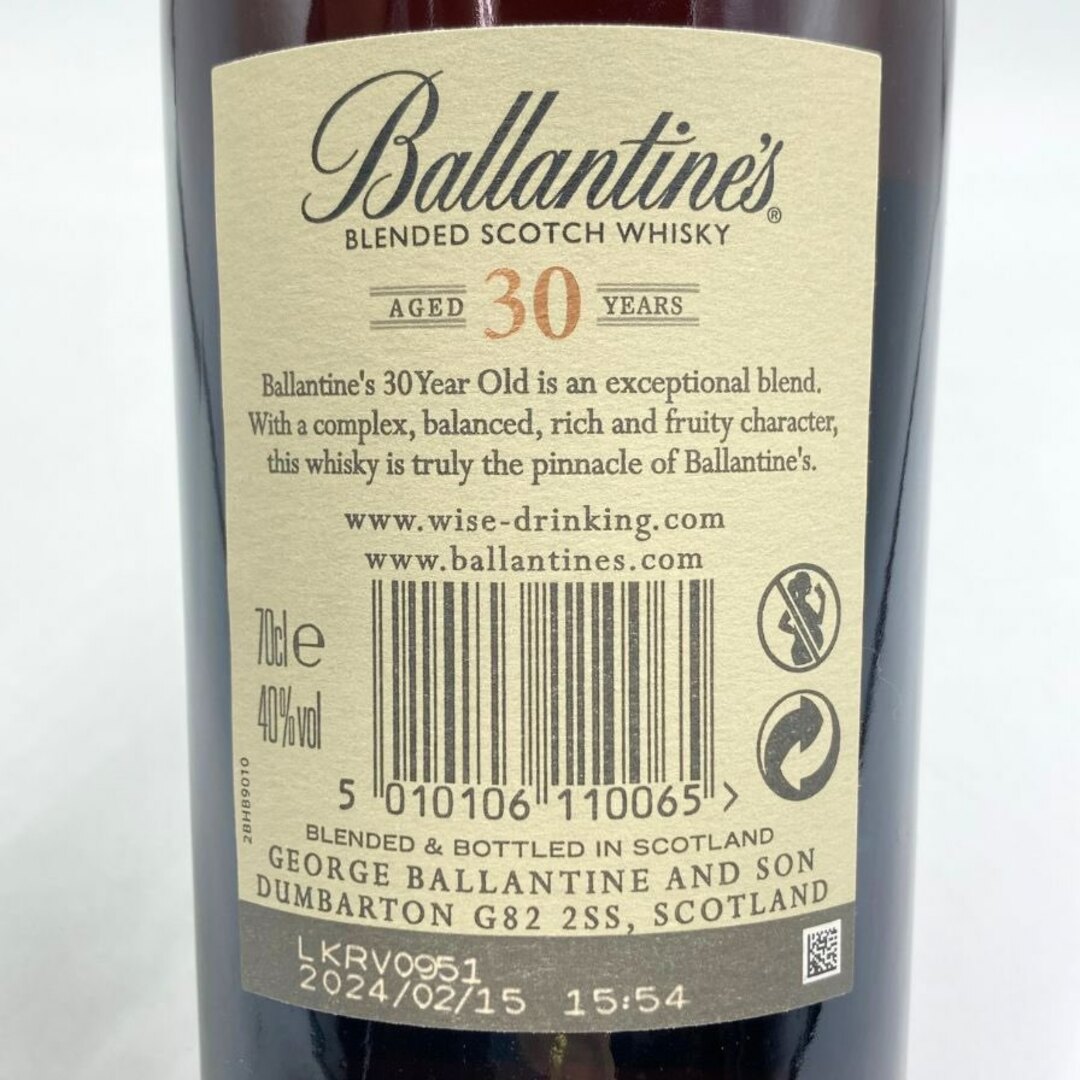 Ballantine's®
BLENDED SCOTCH WHISKY
AGED 30 YEARS
Ballantine's 30 Year Old is an exceptional blend.
With a complex, balanced, rich and fruity character,
this whisky is truly the pinnacle of Ballantine's.
www.wise-drinking.com
www.ballantines.com
70cl e
40%vol
2BHB9010
5 010106 110065 >
BLENDED & BOTTLED IN SCOTLAND
GEORGE BALLANTINE AND SON
DUMBARTON G82 2SS, SCOTLAND
LKRV0951
2024/02/15 15:54